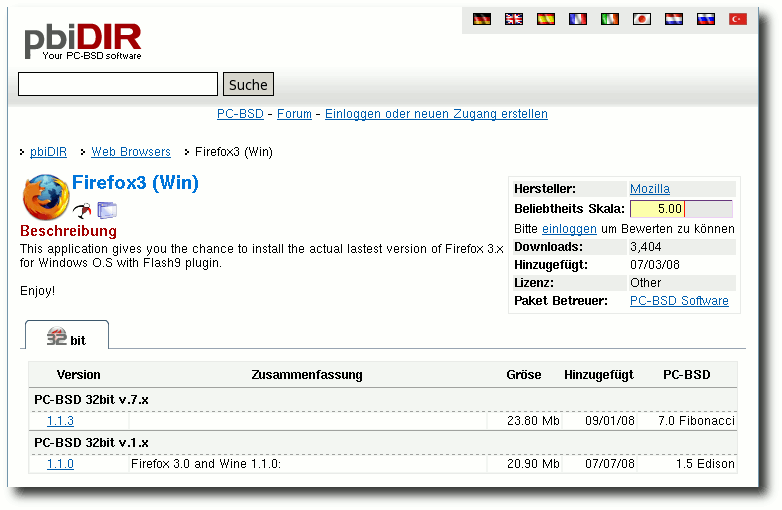 pbiDIR
Your PC-BSD software
Suche
PC-BSD - Forum - Einloggen oder neuen Zugang erstellen
pbiDIR Web Browsers Firefox3 (Win)
Firefox3 (Win)
Beschreibung
This application gives you the chance to install the actual lastest version of Firefox 3.x
for Windows O.S with Flash9 plugin.
Enjoy!
Hersteller: Mozilla
Beliebtheits Skala: 5.00
Bitte einloggen um Bewerten zu können
Downloads: 3,404
Hinzugefügt: 07/03/08
Lizenz: Other
Paket Betreuer: PC-BSD Software
32 bit
Version Zusammenfassung Gröse Hinzugefügt PC-BSD
PC-BSD 32bit v.7.x
1.1.3 23.80 Mb 09/01/08 7.0 Fibonacci
PC-BSD 32bit v.1.x
1.1.0 Firefox 3.0 and Wine 1.1.0: 20.90 Mb 07/07/08 1.5 Edison